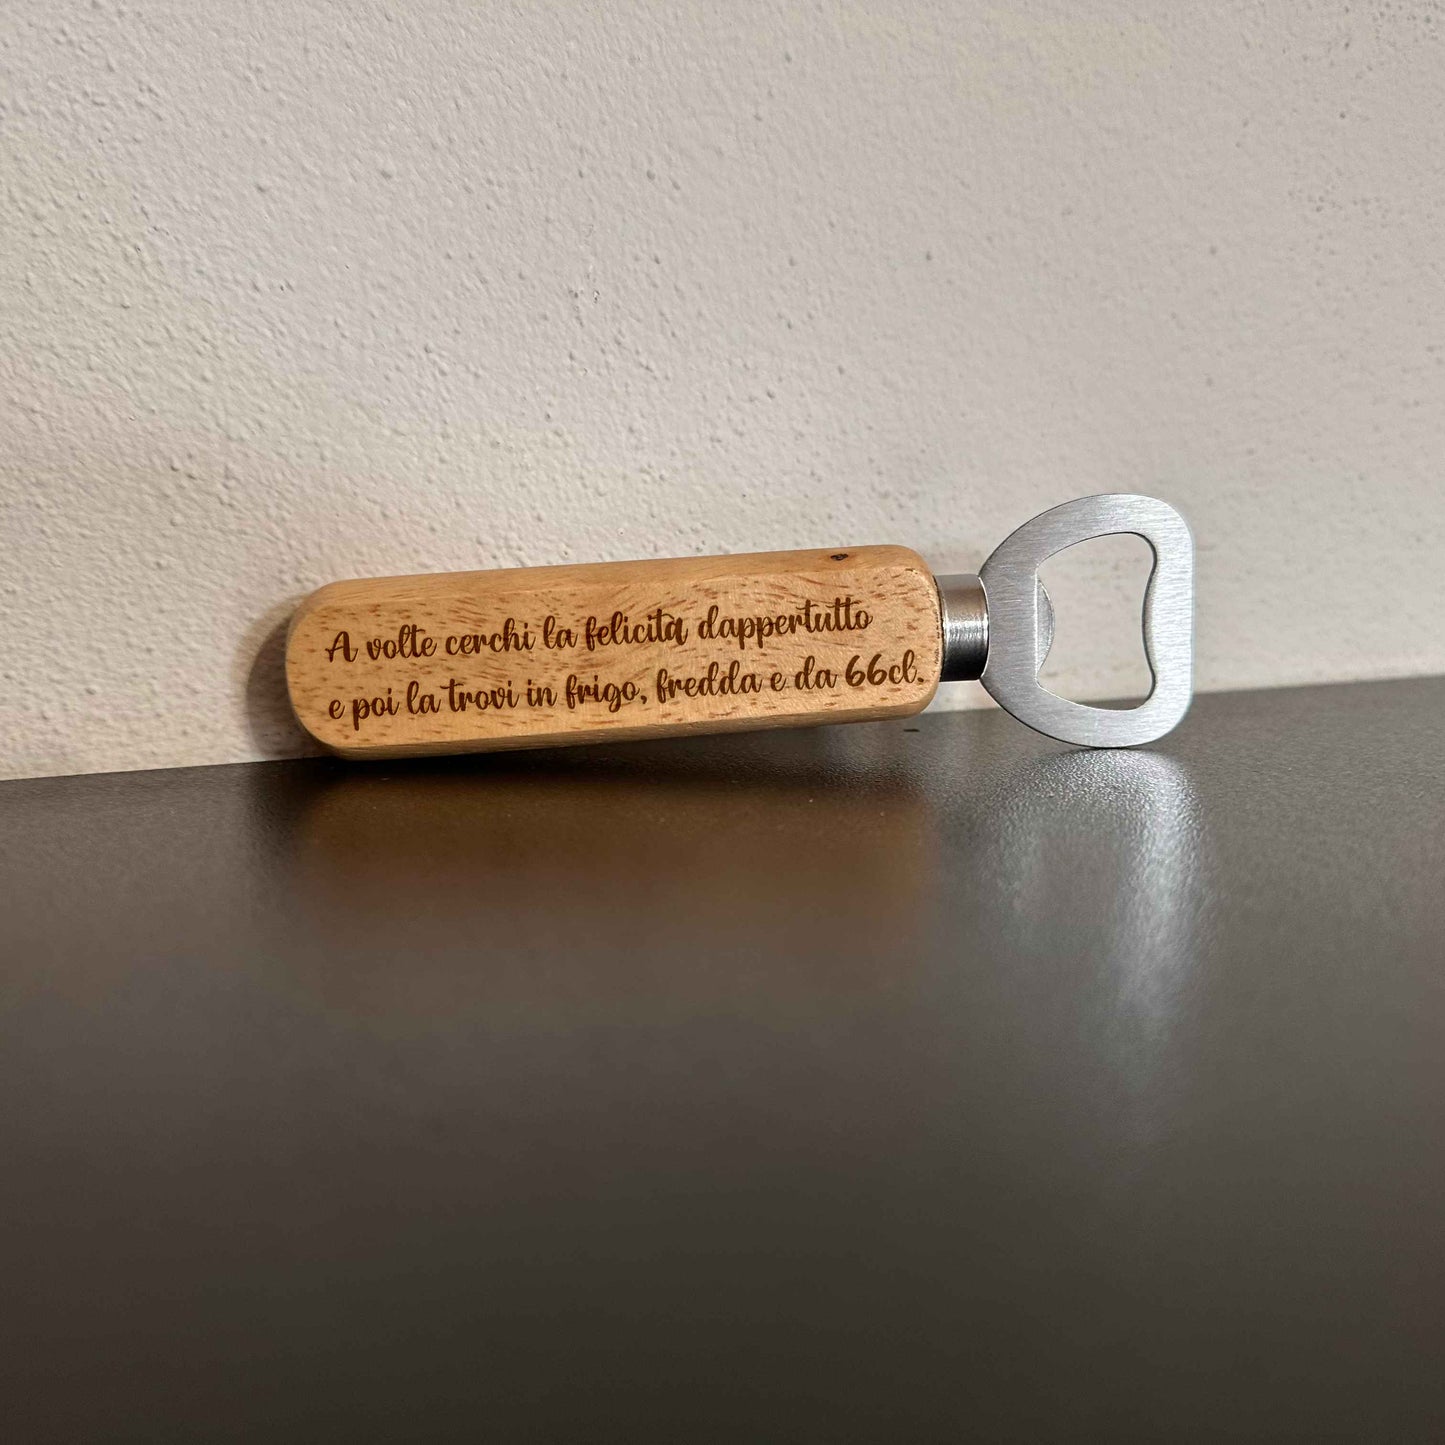 A volte cerchi la felicità dappertutto
e poi la trovi in frigo, fredda e da 66cl.